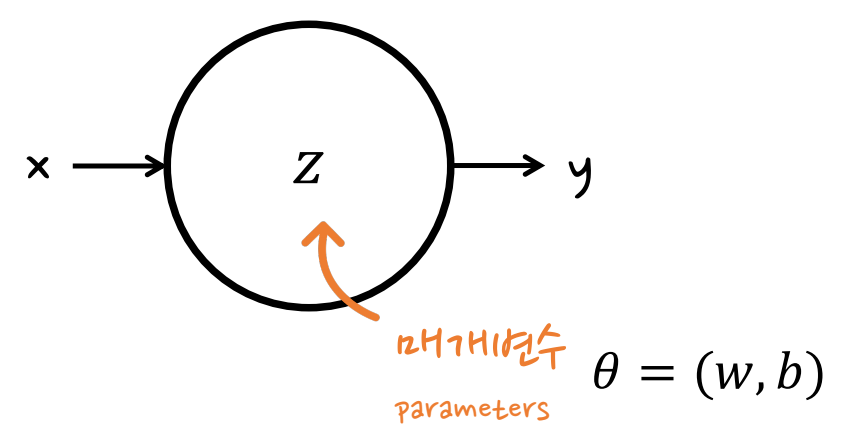 x
z
y
매개변수
θ = (w, b)
parameters